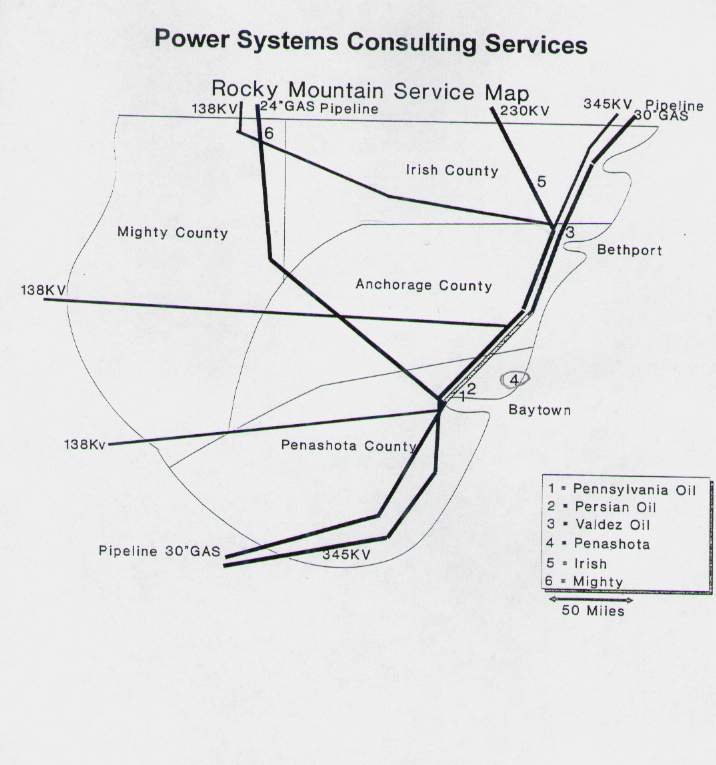 Power Systems Consulting Services
Rocky Mountain Service Map
138KV 24"GAS Pipeline 230KV 345KV Pipeline
30"GAS
6
Irish County
5
Mighty County
3
Bethport
Anchorage County
138KV
4
2
1
Baytown
138Kv
Penashota County
Pipeline 30"GAS
345KV
1 = Pennsylvania Oil
2 = Persian Oil
3 = Valdez Oil
4 = Penashota
5 = Irish
6 = Mighty
50 Miles